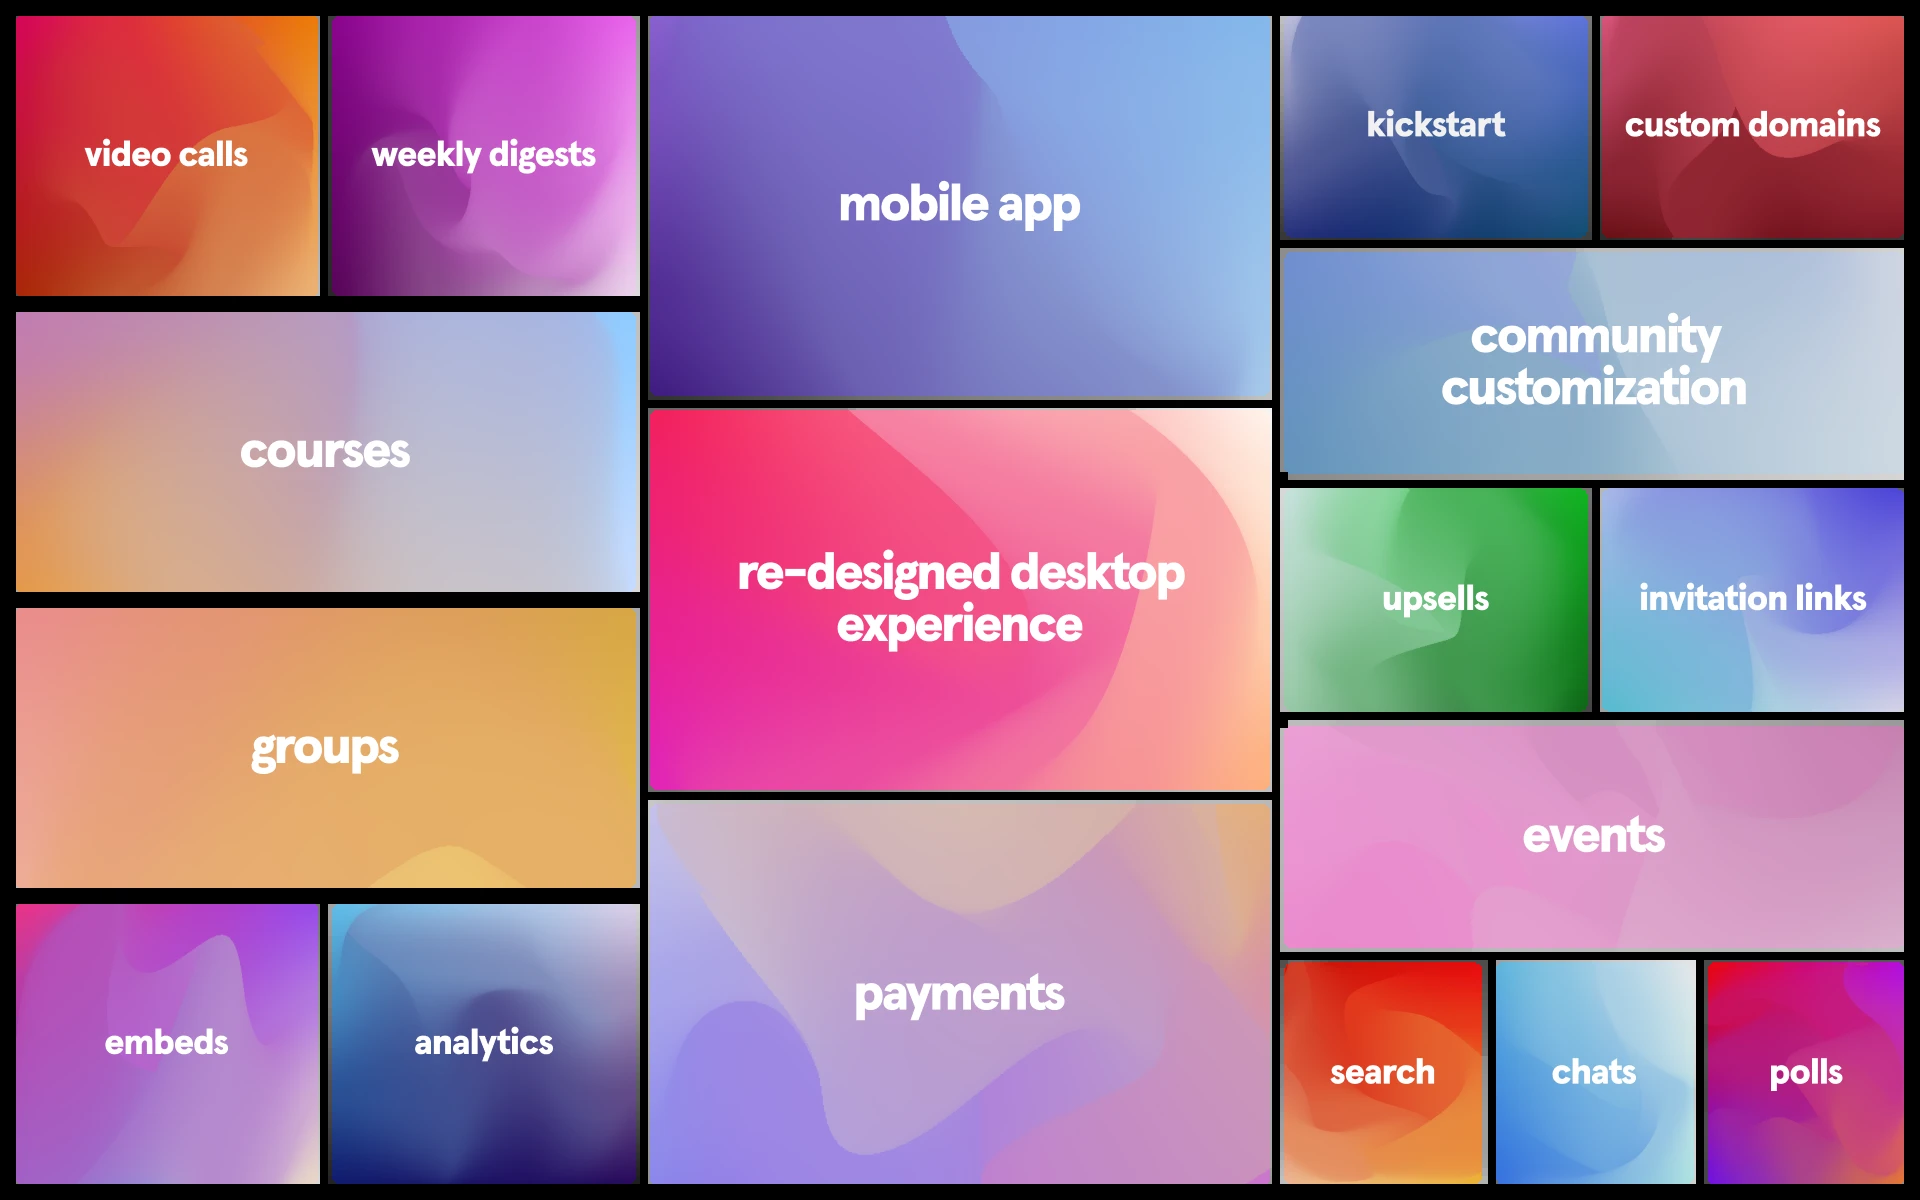 video calls
weekly digests
courses
groups
embeds
analytics
mobile app
re-designed desktop
experience
payments
kickstart
custom domains
community
customization
upsells
invitation links
events
search
chats
polls